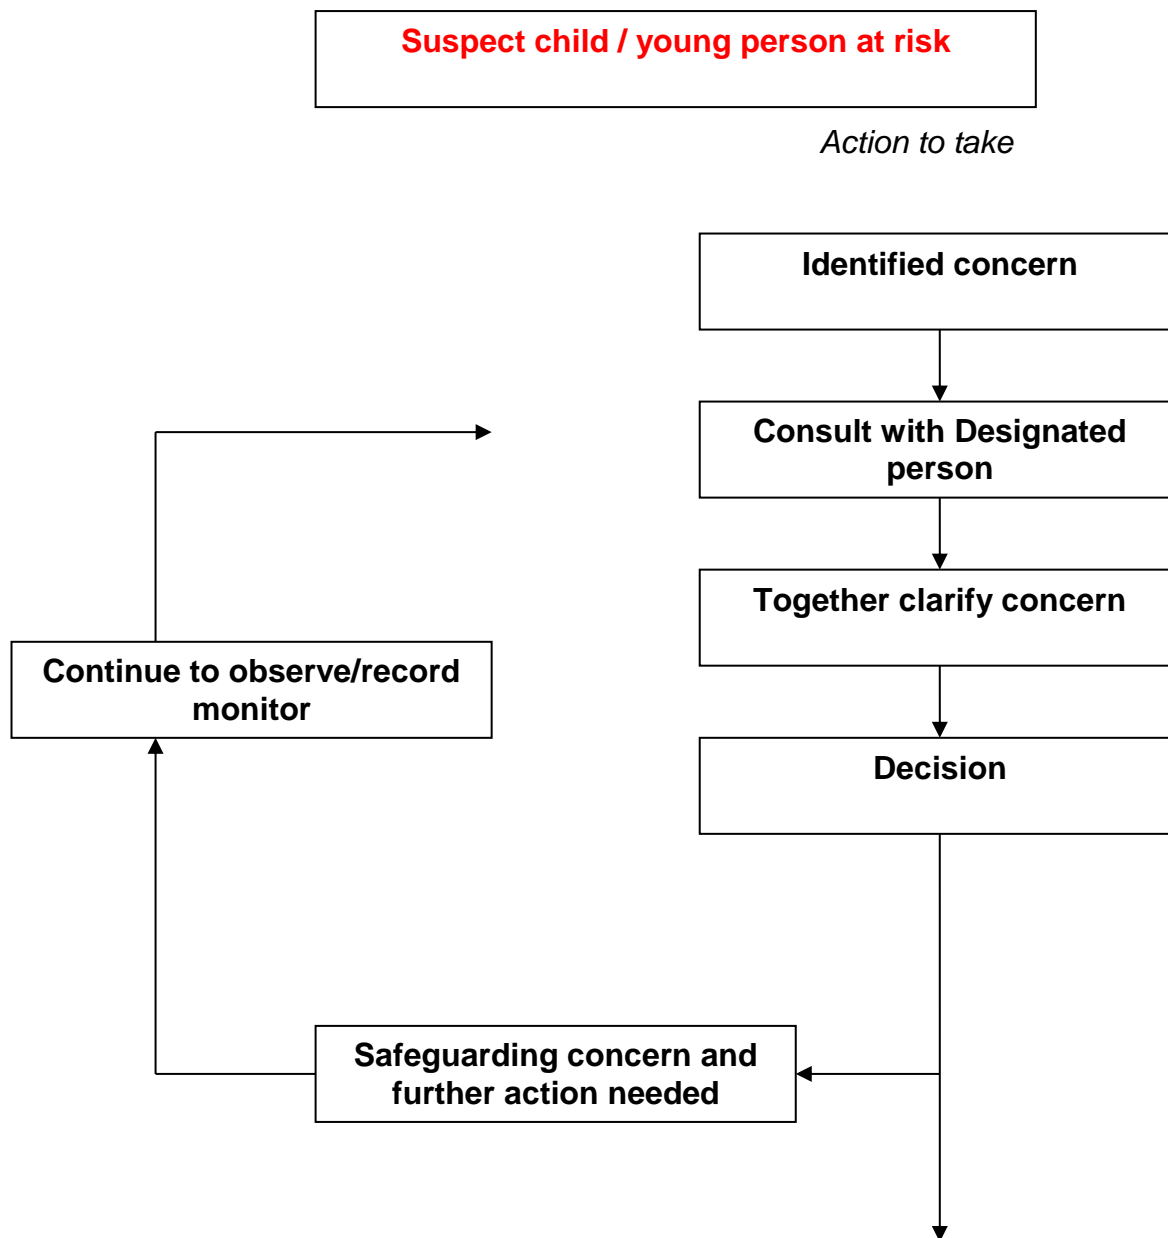 Suspect child / young person at risk
Action to take
Identified concern
Consult with Designated
person
Together clarify concern
Continue to observe/record
monitor
Decision
Safeguarding concern and
further action needed